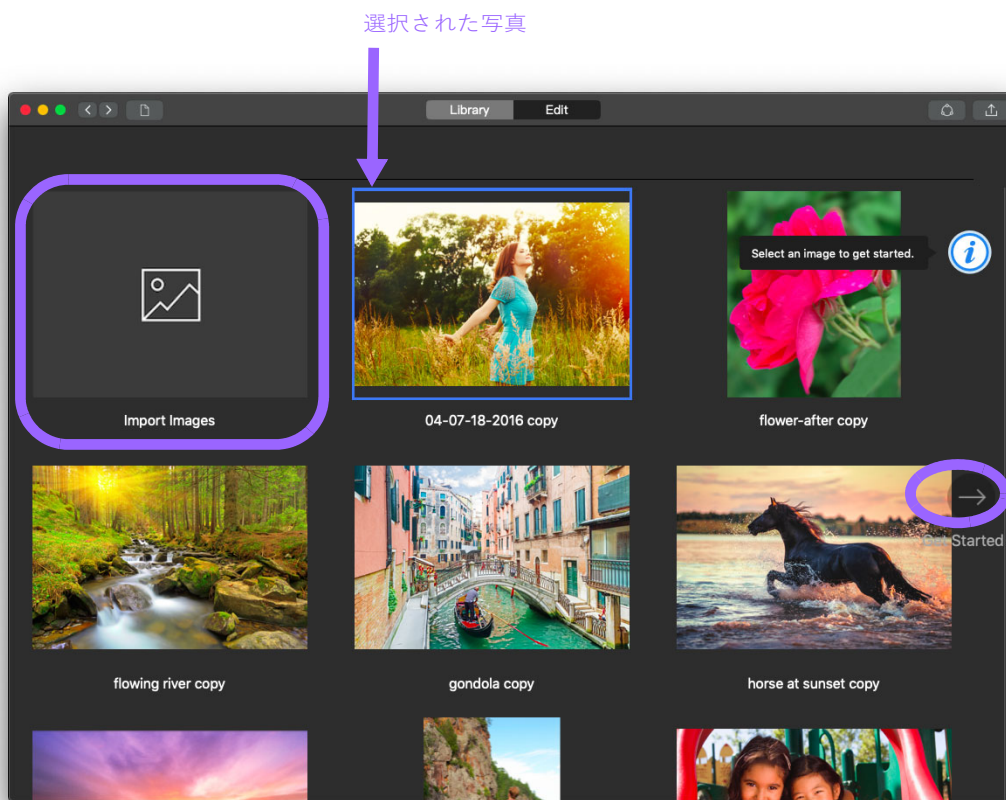 選択された写真
Library
Edit
Select an image to get started.
Import Images
04-07-18-2016 copy
flower-after copy
Started
flowing river copy
gondola copy
horse at sunset copy